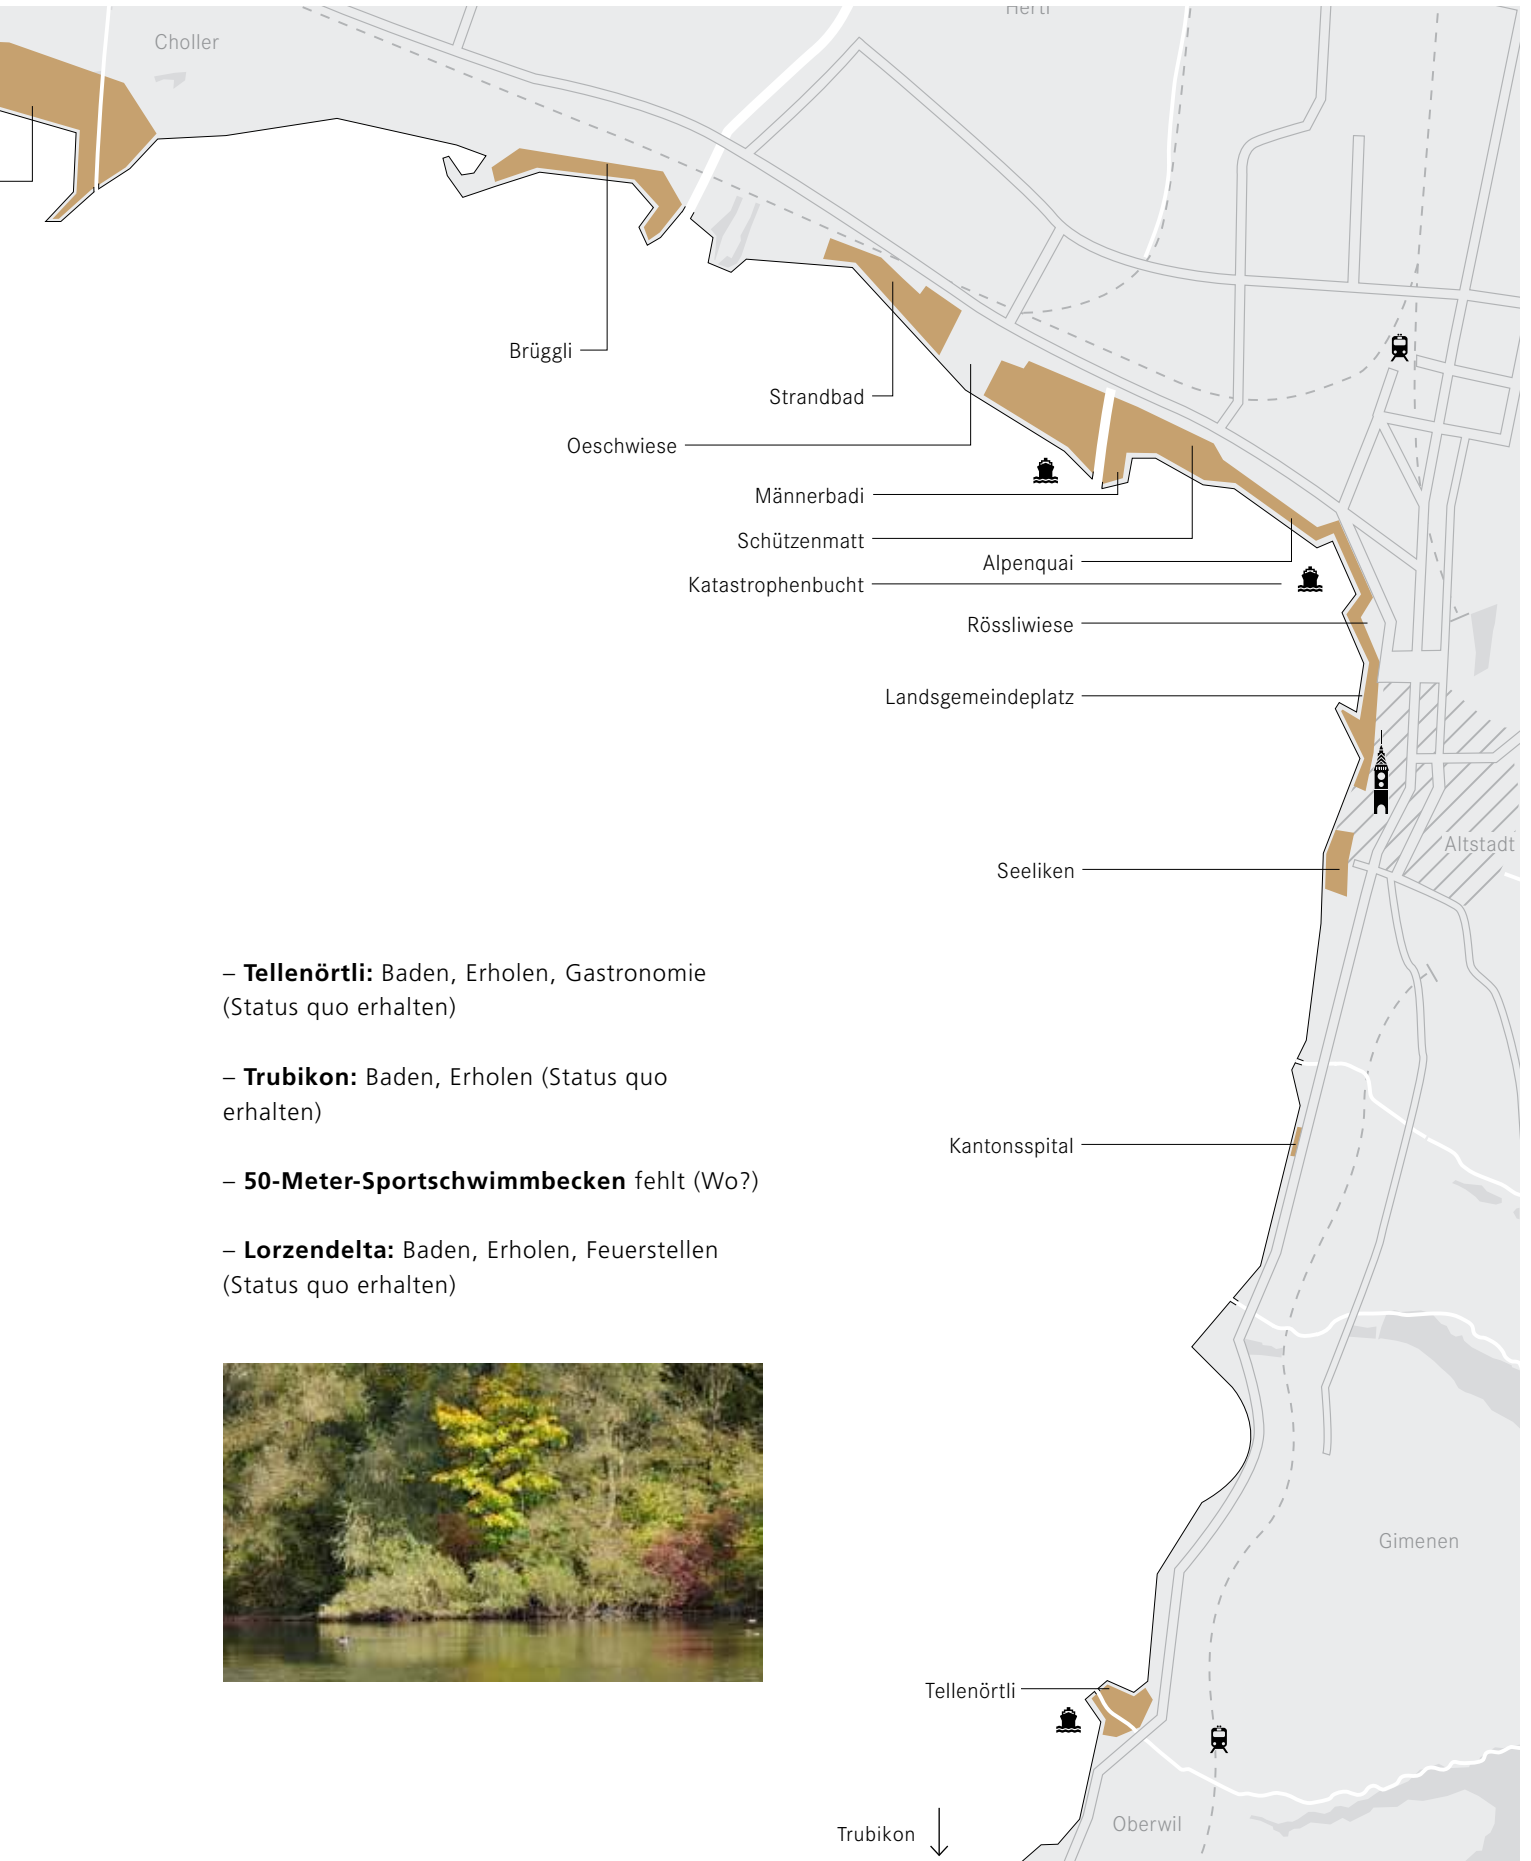 Herti
Choller
Brüggli
Strandbad
Oeschwiese
Männerbadi
Schützenmatt
Alpenquai
Katastrophenbucht
Rössliwiese
Landsgemeindeplatz
Altstadt
Seeliken
– Tellenörtli: Baden, Erholen, Gastronomie
(Status quo erhalten)
– Trubikon: Baden, Erholen (Status quo
erhalten)
– 50-Meter-Sportschwimmbecken fehlt (Wo?)
– Lorzendelta: Baden, Erholen, Feuerstellen
(Status quo erhalten)
Kantonsspital
Gimenen
Tellenörtli
Oberwil
Trubikon